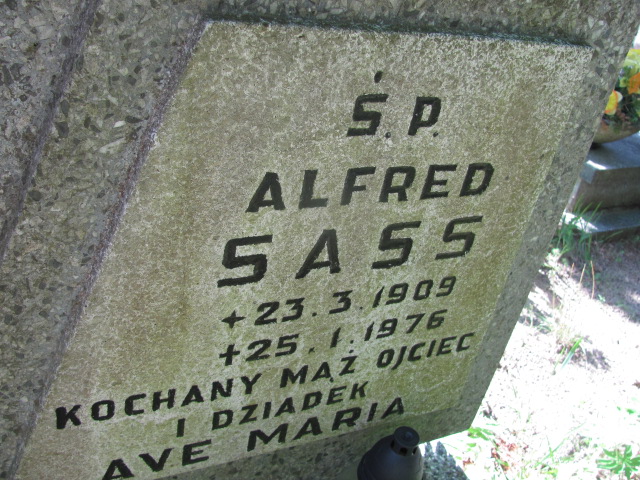 Ś.P.
ALFRED
SASS
+23.3.1909
+25.1.1976
KOCHANY MĄŻ OJCIEC
I DZIADEK
AVE MARIA